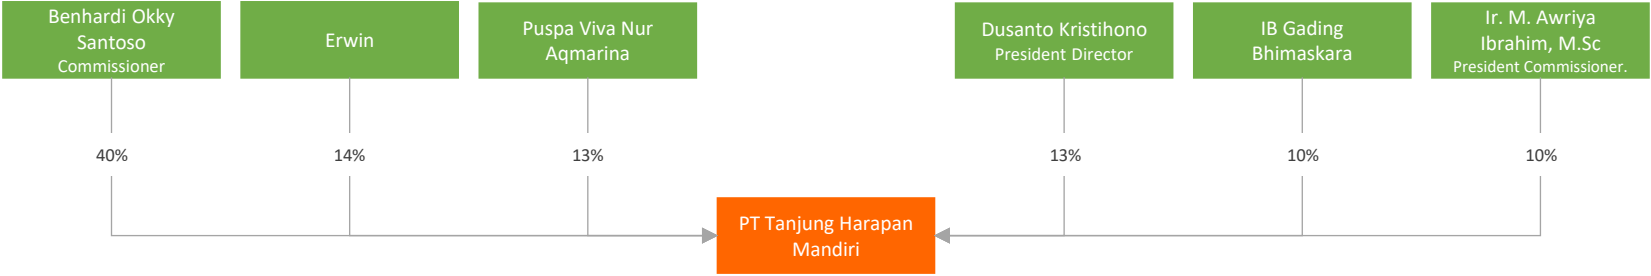 Benhardi Okky
Santoso
Commissioner
Erwin
Puspa Viva Nur
Aqmarina
Dusanto Kristihono
President Director
IB Gading
Bhimaskara
Ir. M. Awriya
Ibrahim, M.Sc
President Commissioner.
40%
14%
13%
13%
10%
10%
PT Tanjung Harapan
Mandiri